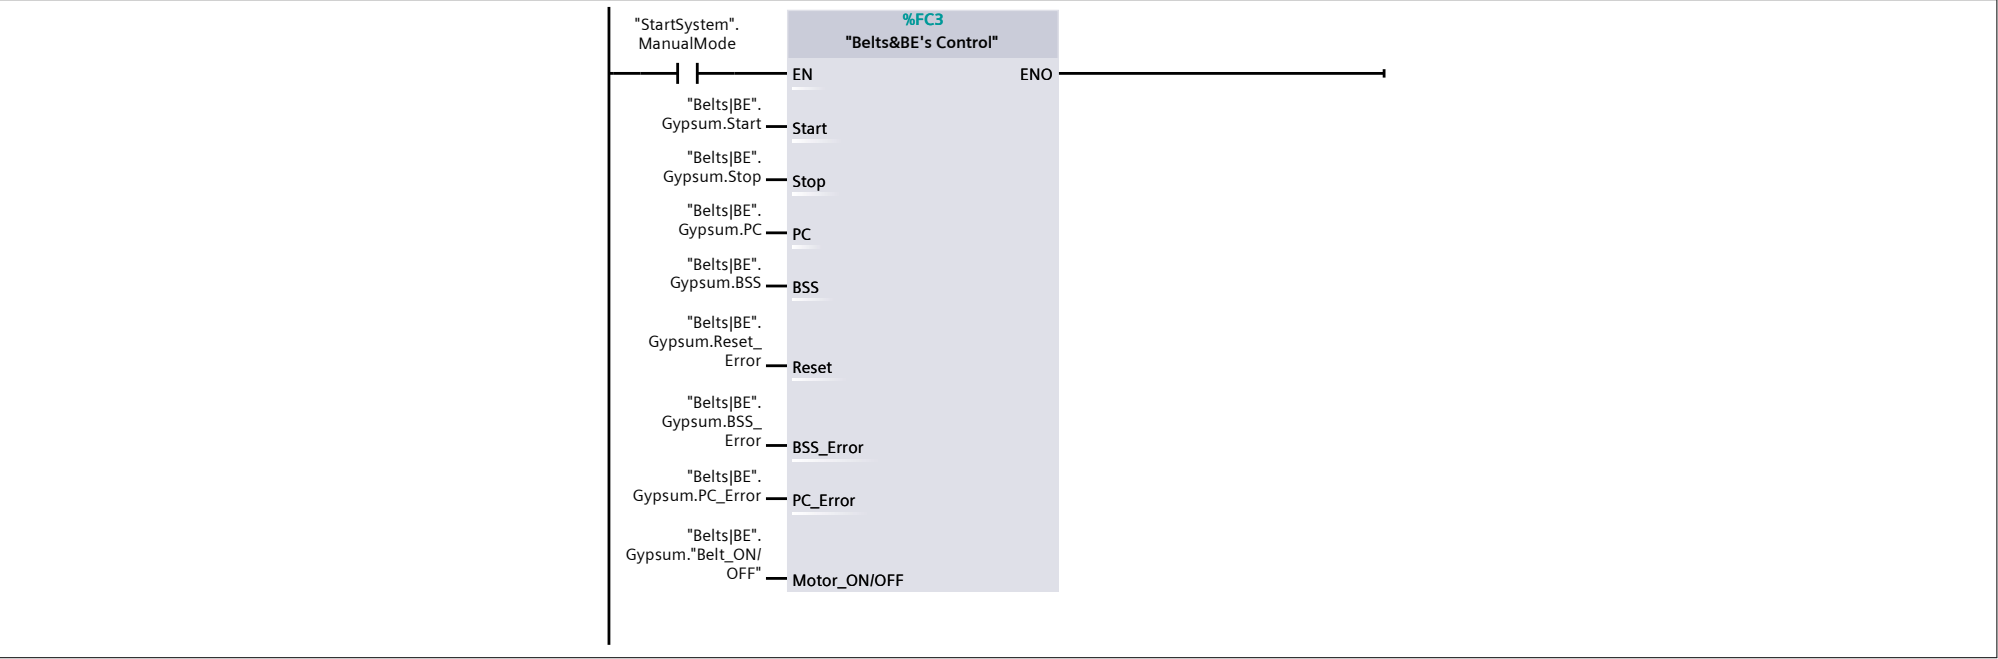 "StartSystem".
ManualMode
%FC3
"Belts&BE's Control"
EN
ENO
"Belts|BE".
Gypsum.Start
Start
"Belts|BE".
Gypsum.Stop
Stop
"Belts|BE".
Gypsum.PC
PC
"Belts|BE".
Gypsum.BSS
BSS
"Belts|BE".
Gypsum.Reset_
Error
Reset
"Belts|BE".
Gypsum.BSS_
Error
BSS_Error
"Belts|BE".
Gypsum.PC_Error
PC_Error
"Belts|BE".
Gypsum."Belt_ON/
OFF"
Motor_ON/OFF